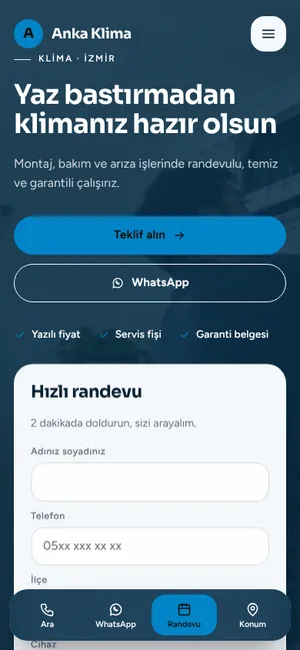 A Anka Klima
KLİMA · İZMİR
Yaz bastırmadan
klimanız hazır olsun
Montaj, bakım ve arıza işlerinde randevulu, temiz
ve garantili çalışırız.
Teklif alın →
WhatsApp
✓ Yazılı fiyat ✓ Servis fişi ✓ Garanti belgesi
Hızlı randevu
2 dakikada doldurun, sizi arayalım.
Adınız soyadınız
Telefon
05xx xxx xx xx
İlçe
Ara WhatsApp Randevu Konum
Cihaz